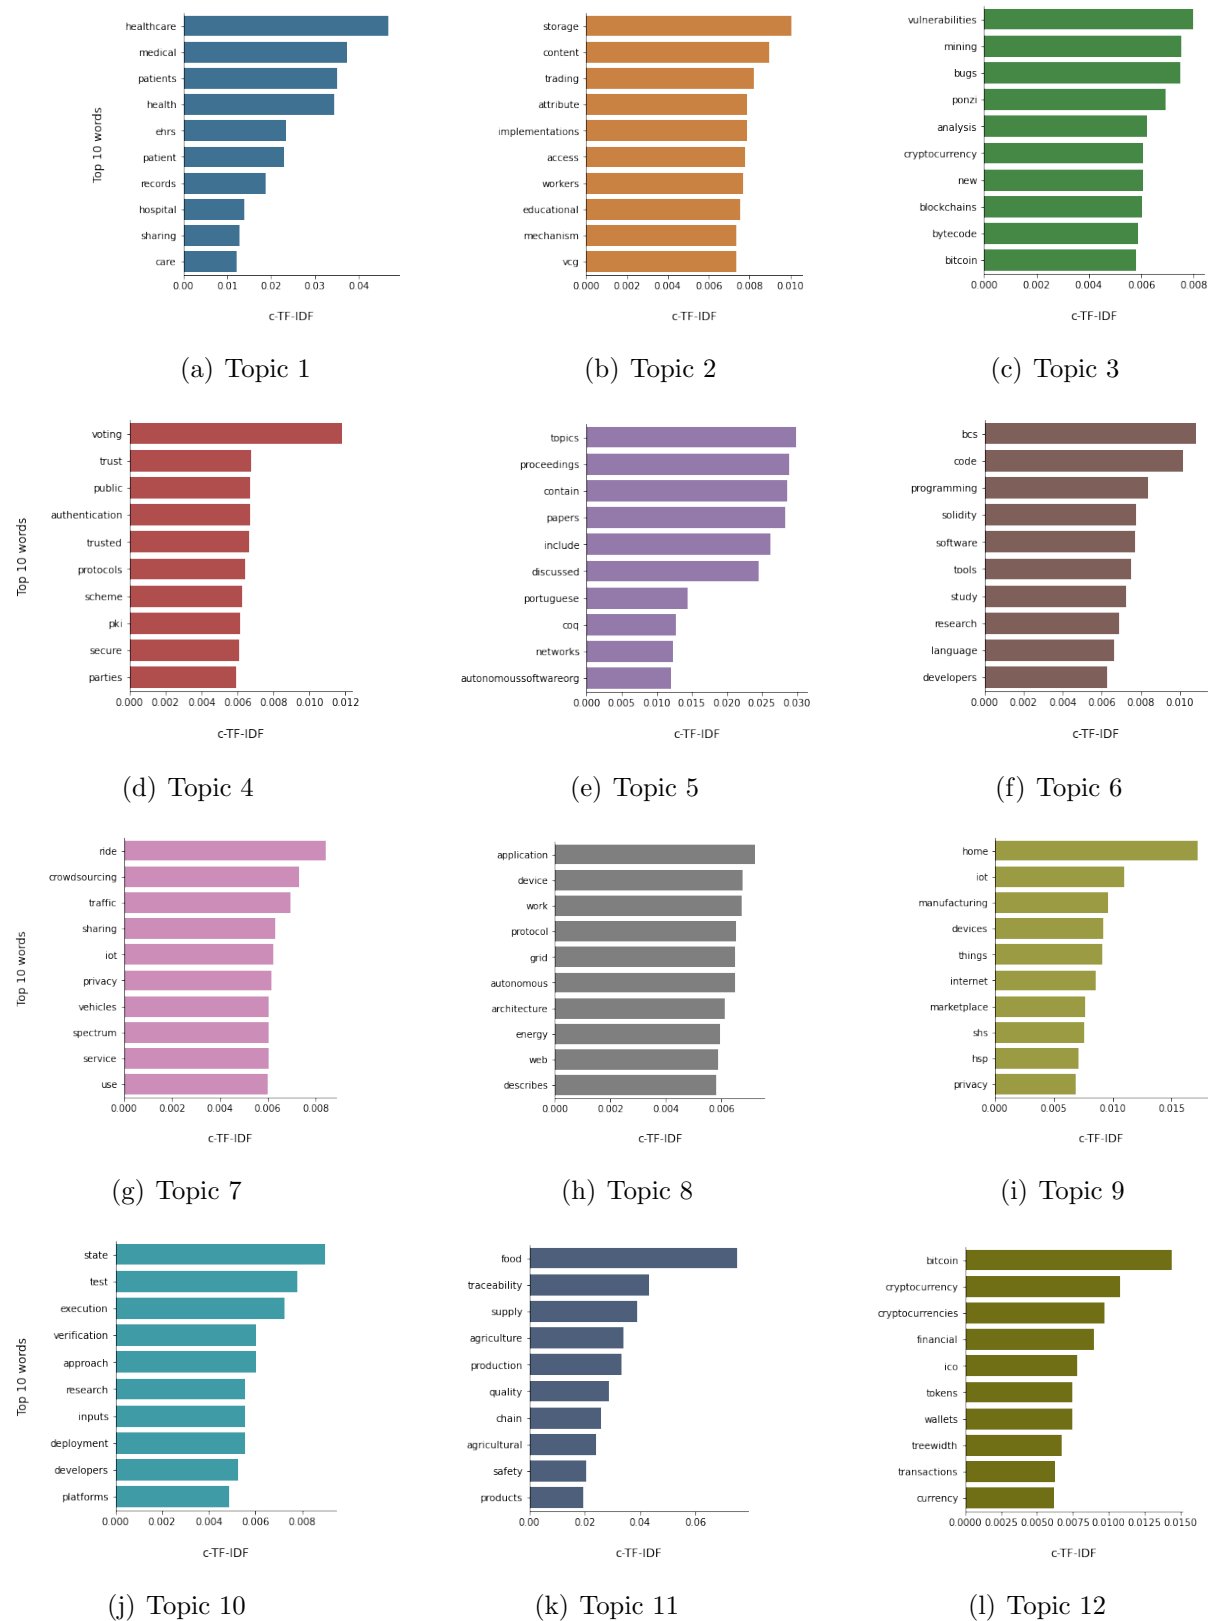 Top 10 words
healthcare
medical
patients
health
ehrs
patient
records
hospital
sharing
care
0.00 0.01 0.02 0.03 0.04
c-TF-IDF
(a) Topic 1
storage
content
trading
attribute
implementations
access
workers
educational
mechanism
vcg
0.000 0.002 0.004 0.006 0.008 0.010
c-TF-IDF
(b) Topic 2
vulnerabilities
mining
bugs
ponzi
analysis
cryptocurrency
new
blockchains
bytecode
bitcoin
0.000 0.002 0.004 0.006 0.008
c-TF-IDF
(c) Topic 3
Top 10 words
voting
trust
public
authentication
trusted
protocols
scheme
pki
secure
parties
0.000 0.002 0.004 0.006 0.008 0.010 0.012
c-TF-IDF
(d) Topic 4
topics
proceedings
contain
papers
include
discussed
portuguese
coq
networks
autonomoussoftwareorg
0.000 0.005 0.010 0.015 0.020 0.025 0.030
c-TF-IDF
(e) Topic 5
bcs
code
programming
solidity
software
tools
study
research
language
developers
0.000 0.002 0.004 0.006 0.008 0.010
c-TF-IDF
(f) Topic 6
Top 10 words
ride
crowdsourcing
traffic
sharing
iot
privacy
vehicles
spectrum
service
use
0.000 0.002 0.004 0.006 0.008
c-TF-IDF
(g) Topic 7
application
device
work
protocol
grid
autonomous
architecture
energy
web
describes
0.000 0.002 0.004 0.006
c-TF-IDF
(h) Topic 8
home
iot
manufacturing
devices
things
internet
marketplace
shs
hsp
privacy
0.000 0.005 0.010 0.015
c-TF-IDF
(i) Topic 9
Top 10 words
state
test
execution
verification
approach
research
inputs
deployment
developers
platforms
0.000 0.002 0.004 0.006 0.008
c-TF-IDF
(j) Topic 10
food
traceability
supply
agriculture
production
quality
chain
agricultural
safety
products
0.00 0.02 0.04 0.06
c-TF-IDF
(k) Topic 11
bitcoin
cryptocurrency
cryptocurrencies
financial
ico
tokens
wallets
treewidth
transactions
currency
0.0000 0.0025 0.0050 0.0075 0.0100 0.0125 0.0150
c-TF-IDF
(l) Topic 12